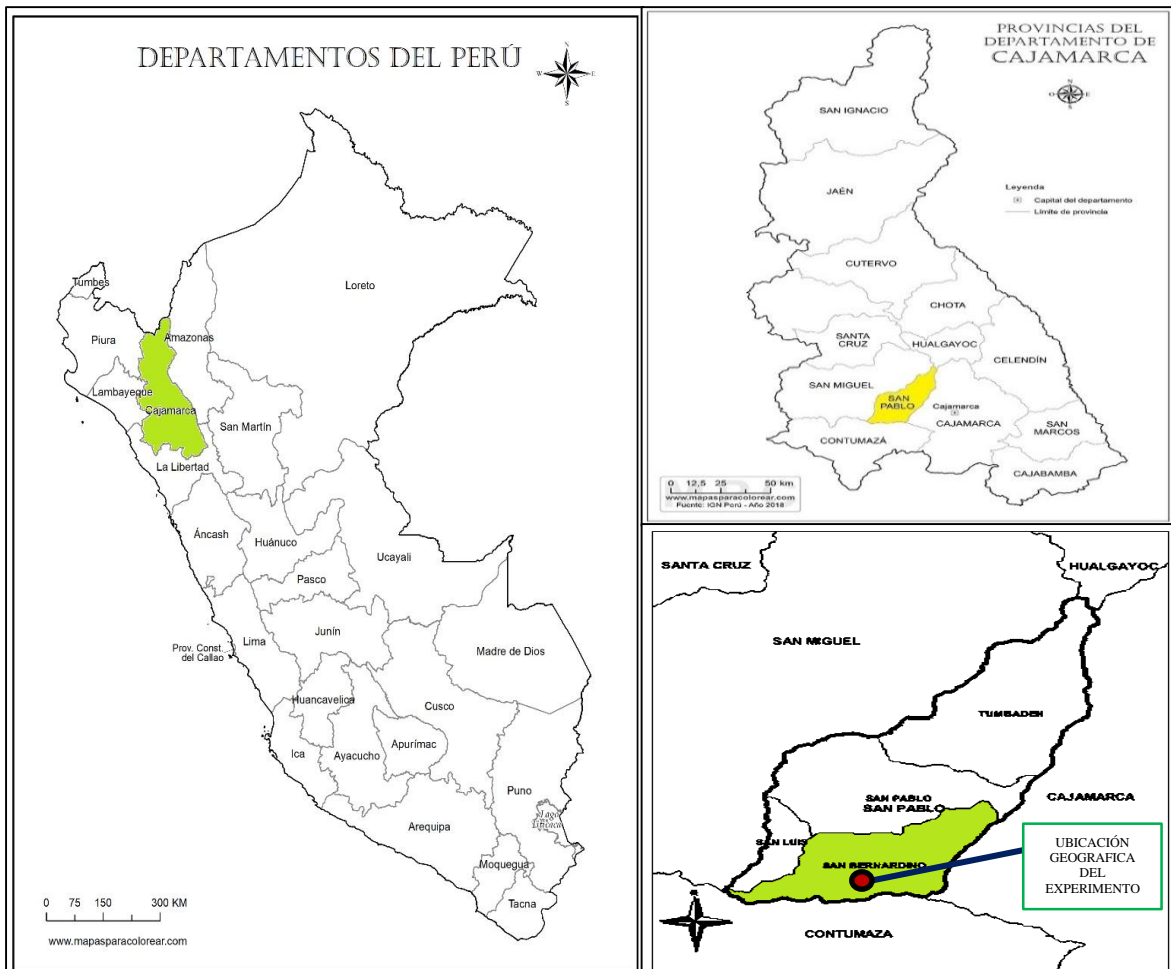 DEPARTAMENTOS DEL PERÚ
N
W
E
S
Tumbes
Loreto
Piura
Amazonas
Lambayeque
Cajamarca
San Martín
La Libertad
Áncash
Huánuco
Ucayali
Pasco
Junín
Lima
Prov. Const.
del Callao
Madre de Dios
Huancavelica
Cusco
Ica
Ayacucho
Apurímac
Puno
Lago
Titicaca
Arequipa
Moquegua
Tacna
0 75 150 300 KM
www.mapasparacolorear.com
PROVINCIAS DEL
DEPARTAMENTO DE
CAJAMARCA
N
O
E
S
SAN IGNACIO
JAÉN
Leyenda
Capital del departamento
Límite de provincia
CUTERVO
CHOTA
SANTA
CRUZ
HUALGAYOC
CELENDÍN
SAN MIGUEL
SAN
PABLO
Cajamarca
CAJAMARCA
SAN
MARCOS
CONTUMAZÁ
CAJABAMBA
0 12,5 25 50 km
www.mapasparacolorear.com
Fuente: IGN Perú - Año 2018
SANTA CRUZ
HUALGAYOC
SAN MIGUEL
TUMBADEN
CAJAMARCA
SAN PABLO
SAN PABLO
SAN LUIS
SAN BERNARDINO
UBICACIÓN
GEOGRAFICA
DEL
EXPERIMENTO
CONTUMAZA